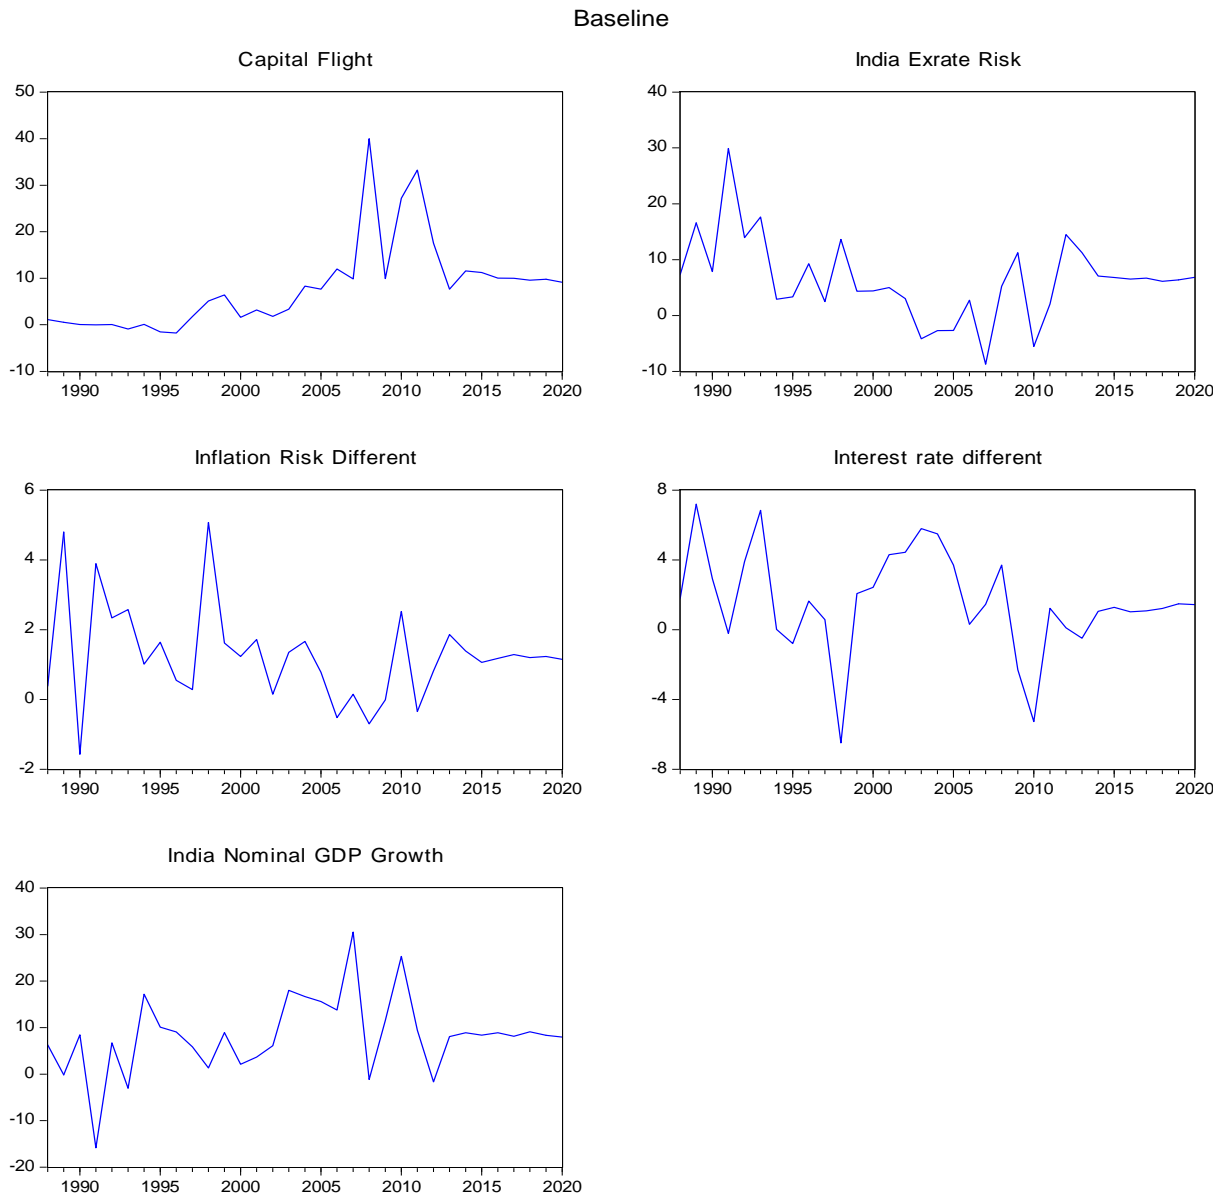 Baseline
Capital Flight
50
40
30
20
10
0
-10
1990 1995 2000 2005 2010 2015 2020
India Exrate Risk
40
30
20
10
0
-10
1990 1995 2000 2005 2010 2015 2020
Inflation Risk Different
6
4
2
0
-2
1990 1995 2000 2005 2010 2015 2020
Interest rate different
8
4
0
-4
-8
1990 1995 2000 2005 2010 2015 2020
India Nominal GDP Growth
40
30
20
10
0
-10
-20
1990 1995 2000 2005 2010 2015 2020